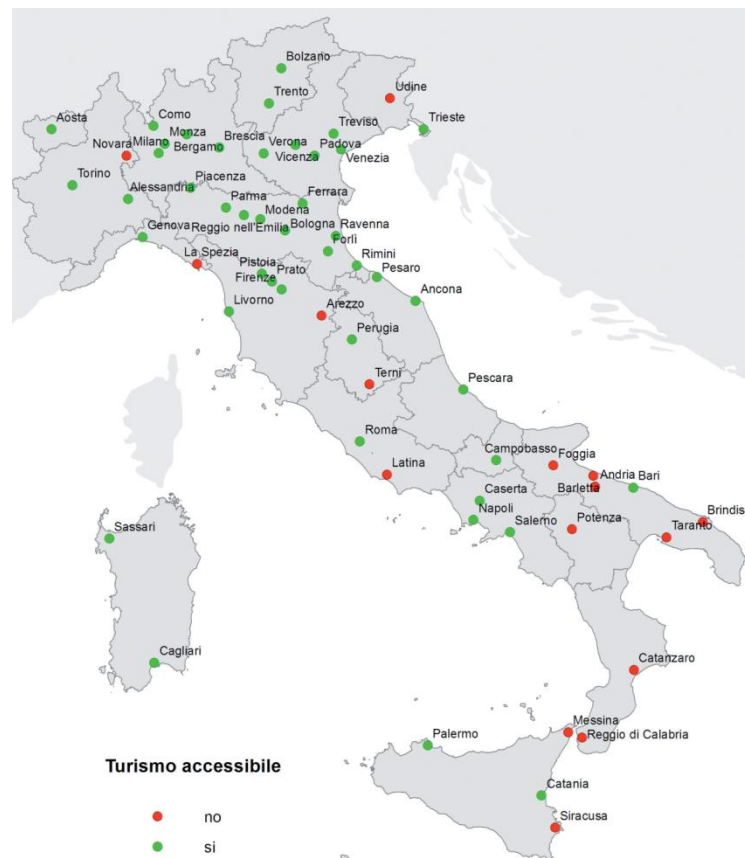 Bolzano
Udine
Trento
Aosta
Como
Treviso
Trieste
Monza
Novara
Milano
Brescia
Verona
Padova
Bergamo
Vicenza
Venezia
Torino
Piacenza
Alessandria
Parma
Ferrara
Modena
Genova
Reggio nell'Emilia
Bologna
Ravenna
Forlì
La Spezia
Pistoia
Prato
Rimini
Firenze
Pesaro
Livorno
Arezzo
Ancona
Perugia
Terni
Pescara
Roma
Campobasso
Foggia
Latina
Andria
Bari
Caserta
Barletta
Napoli
Salerno
Potenza
Brindis
Taranto
Sassari
Cagliari
Catanzaro
Messina
Palermo
Reggio di Calabria
Catania
Siracusa
Turismo accessibile
no
si